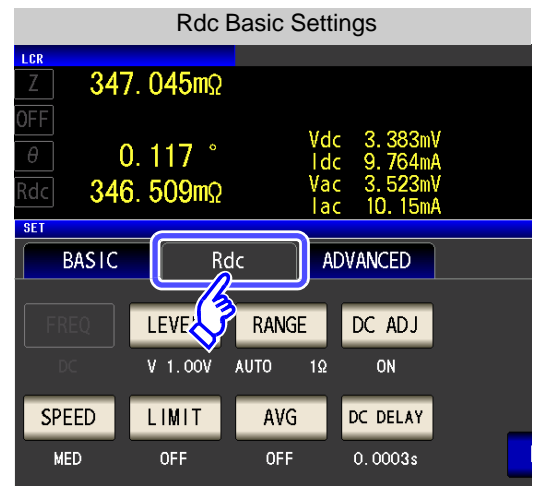 Rdc Basic Settings
LCR
Z 347.045mΩ
OFF
θ 0.117 °
Rdc 346.509mΩ
Vdc 3.383mV
Idc 9.764mA
Vac 3.523mV
Iac 10.15mA
SET
BASIC Rdc ADVANCED
FREQ LEVEL RANGE DC ADJ
DC V 1.00V AUTO 1Ω ON
SPEED LIMIT AVG DC DELAY
MED OFF OFF 0.0003s